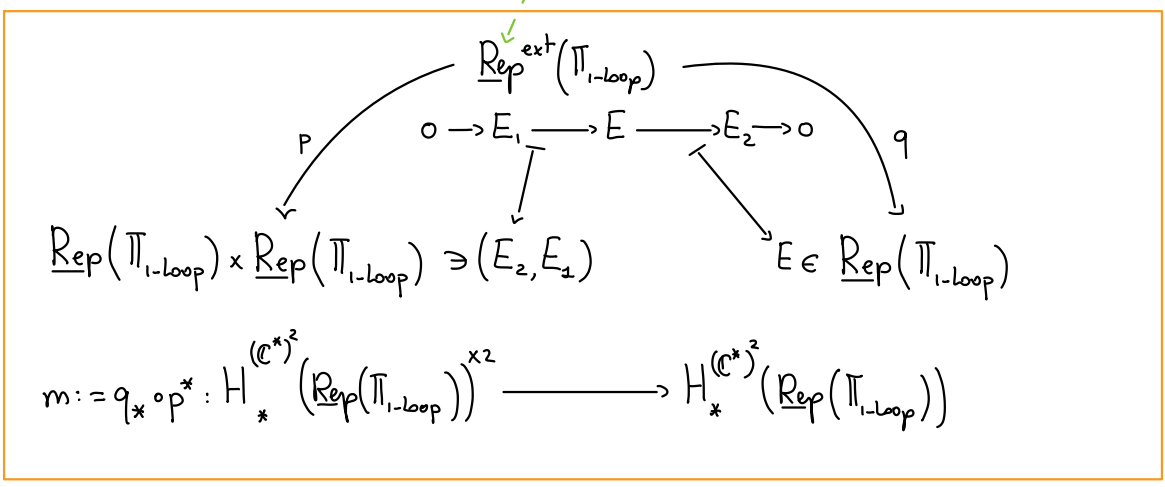 Rep^ext(Π_1-Loop)
0 → E_1 → E → E_2 → 0
p
q
Rep(Π_1-Loop) × Rep(Π_1-Loop) ∋ (E_2, E_1)
E ∈ Rep(Π_1-Loop)
m := q_* ∘ p^* : H_*^{(ℂ^*)^2}(Rep(Π_1-Loop))^{×2} → H_*^{(ℂ^*)^2}(Rep(Π_1-Loop))